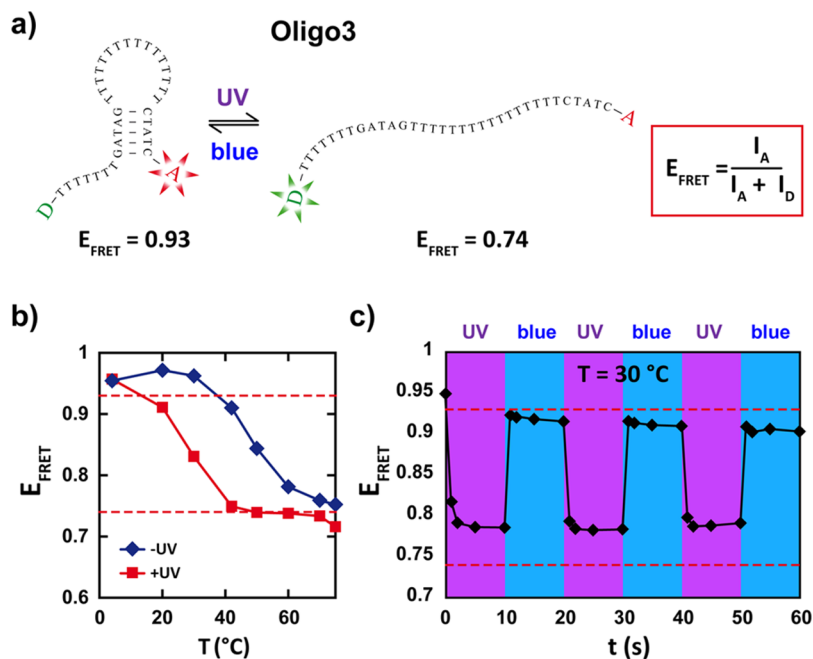 a)
Oligo3
GATAG
CTATC
D–TTTTTTT
A
UV
blue
D
A
E_FRET = 0.93
E_FRET = 0.74
E_FRET = I_A / (I_A + I_D)
b)
1
0.9
0.8
0.7
0.6
E_FRET
-UV
+UV
0 20 40 60
T (°C)
c)
UV blue UV blue UV blue
T = 30 °C
1
0.95
0.9
0.85
0.8
0.75
0.7
E_FRET
0 10 20 30 40 50 60
t (s)